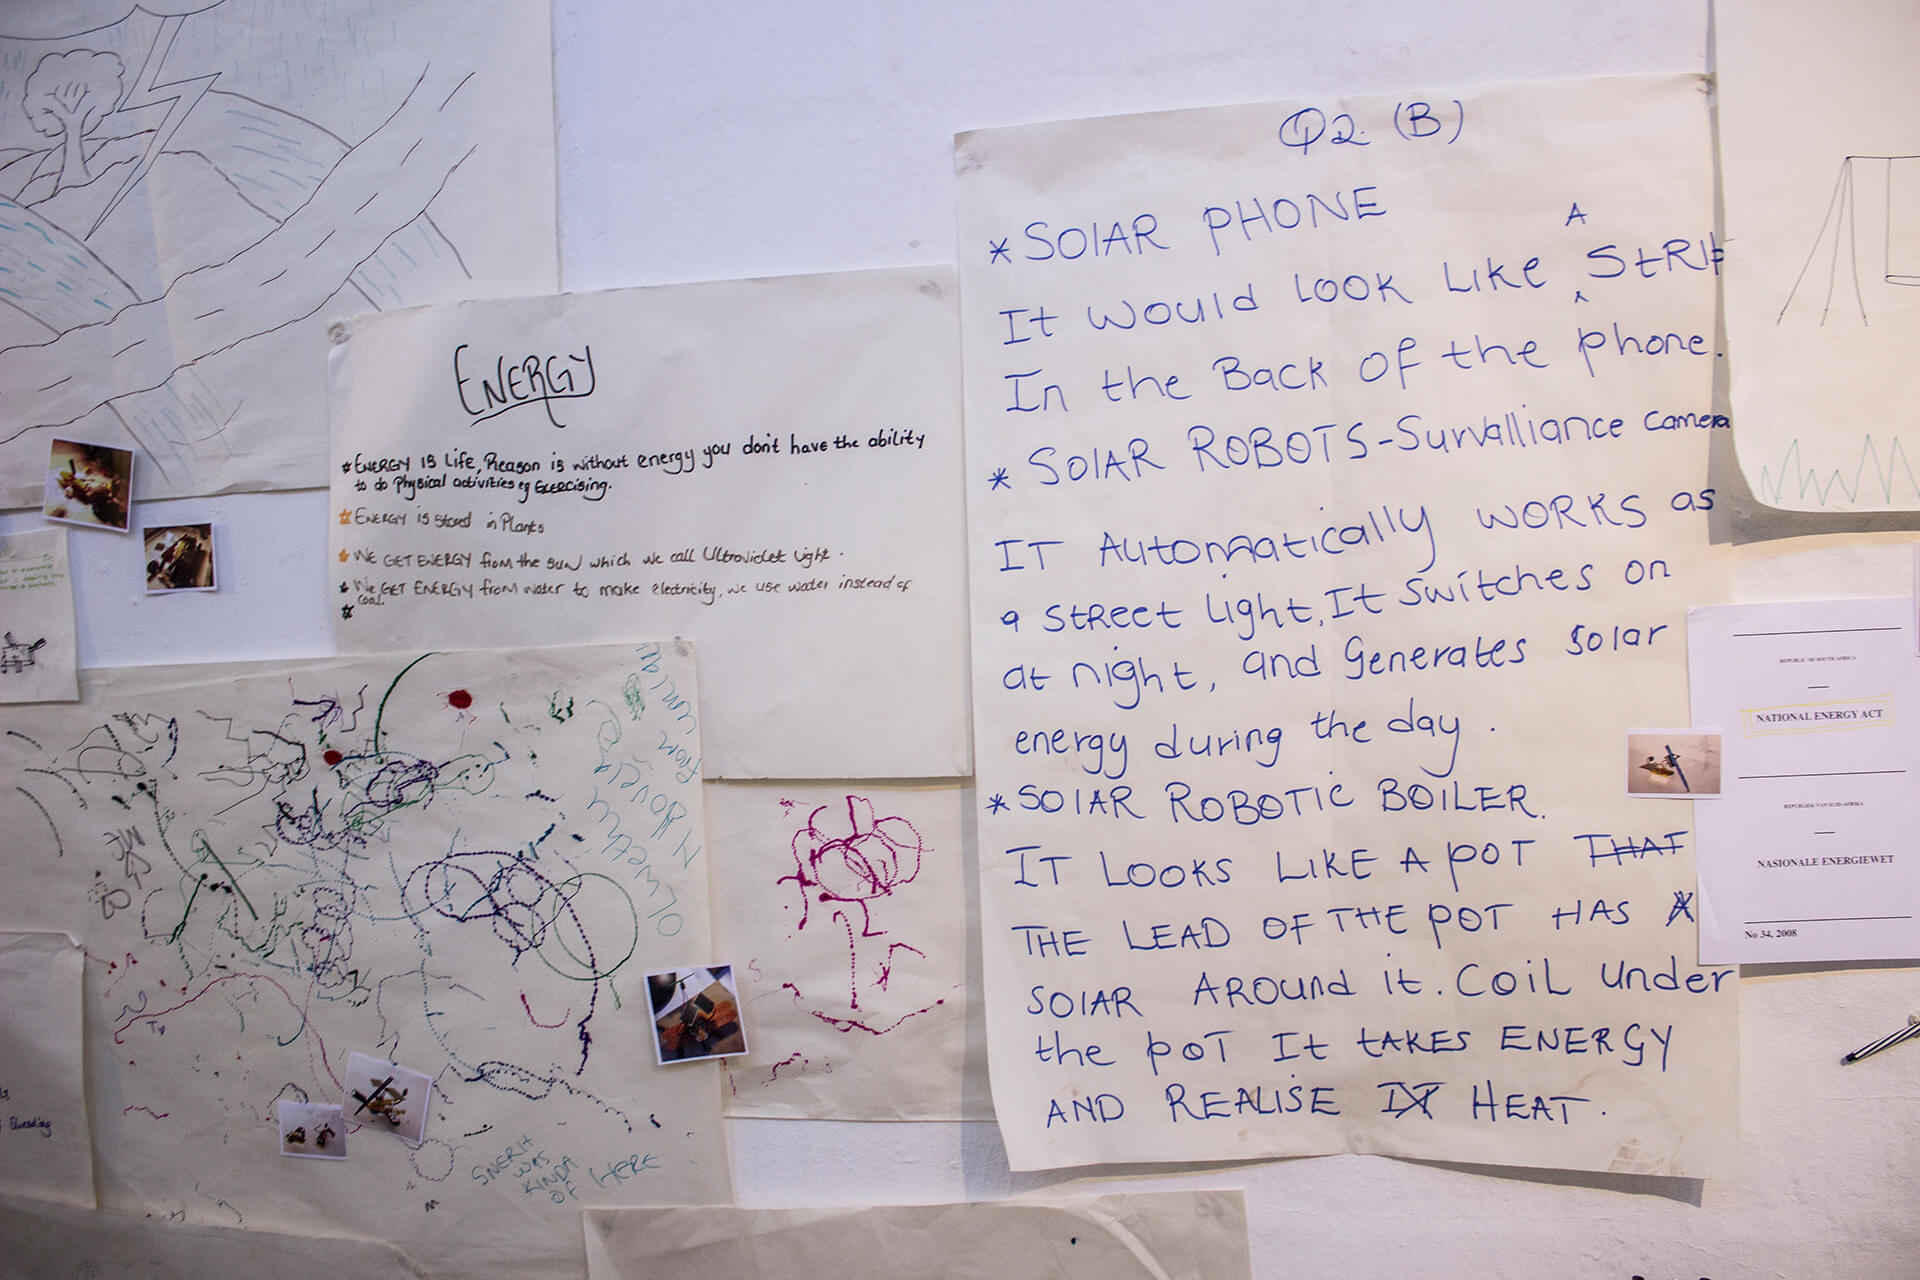 ENERGY
* ENERGY IS LIFE, Reason is without energy you don't have the ability
to do Physical activities eg Exercising.
ENERGY is Stored in Plants
WE GET ENERGY from the sun which we call Ultraviolet light.
We GET ENERGY from water to make electricity, we use water instead of
coal.
Q2. (B)
* SOlAR PHONE
A
It would look like StRIP
In the Back of the phone.
* SOlAR ROBOTS-Survalliance camera
IT Automatically WORKS as
a stREEt light, It switches on
at night, and Generates solar
energy during the day.
* SOlAR ROBOTIC BOILER.
IT LOOKS LIKE A POT THAT
THE LEAD OF THE POT HAS A
SOlAR AROUnd it. COiL under
the POT It tAKES ENERGY
AND REALISE IT HEAT.
REPUBLIC OF SOUTH AFRICA
NATIONAL ENERGY ACT
REPUBLIEK VAN SUID-AFRIKA
NASIONALE ENERGIEWET
No 34, 2008
WAS
KINDA
OF HERE